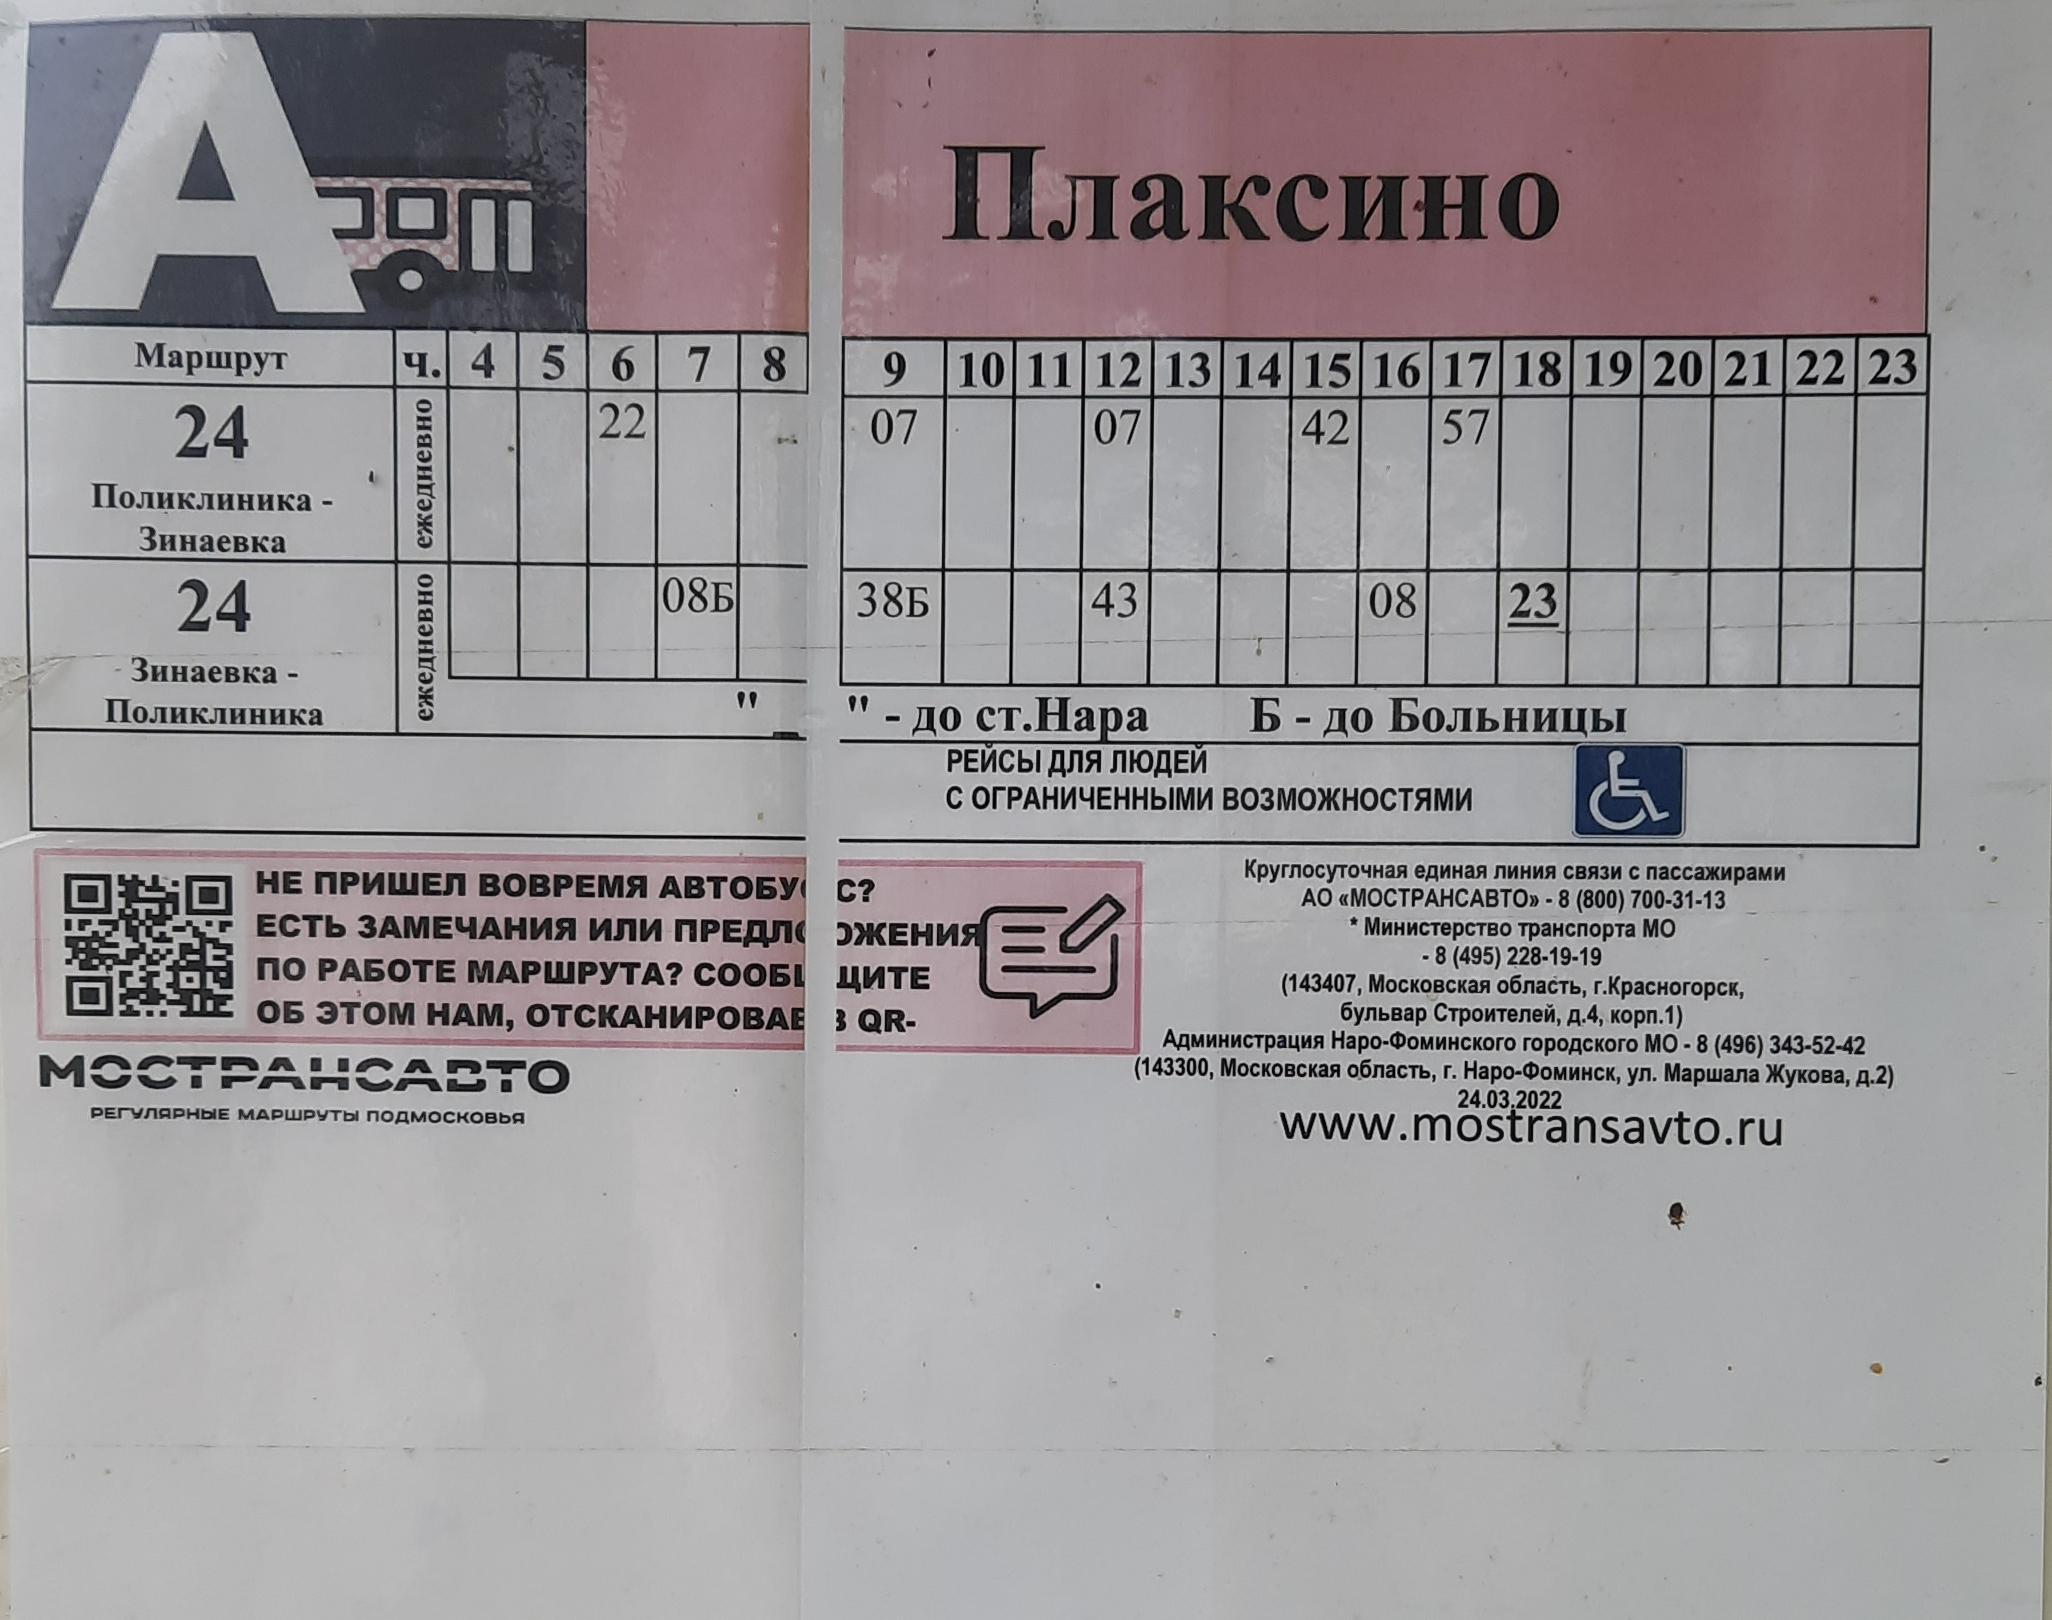 А Плаксино
Маршрут ч. 4 5 6 7 8 9 10 11 12 13 14 15 16 17 18 19 20 21 22 23
24 ежедневно 22 07 07 42 57
Поликлиника -
Зинаевка
24 ежедневно 08Б 38Б 43 08 23
Зинаевка -
Поликлиника
"_" - до ст.Нара Б - до Больницы
РЕЙСЫ ДЛЯ ЛЮДЕЙ
С ОГРАНИЧЕННЫМИ ВОЗМОЖНОСТЯМИ
НЕ ПРИШЕЛ ВОВРЕМЯ АВТОБУС?
ЕСТЬ ЗАМЕЧАНИЯ ИЛИ ПРЕДЛОЖЕНИЯ
ПО РАБОТЕ МАРШРУТА? СООБЩИТЕ
ОБ ЭТОМ НАМ, ОТСКАНИРОВАВ QR-
МОСТРАНСАВТО
РЕГУЛЯРНЫЕ МАРШРУТЫ ПОДМОСКОВЬЯ
Круглосуточная единая линия связи с пассажирами
АО «МОСТРАНСАВТО» - 8 (800) 700-31-13
* Министерство транспорта МО
- 8 (495) 228-19-19
(143407, Московская область, г.Красногорск,
бульвар Строителей, д.4, корп.1)
Администрация Наро-Фоминского городского МО - 8 (496) 343-52-42
(143300, Московская область, г. Наро-Фоминск, ул. Маршала Жукова, д.2)
24.03.2022
www.mostransavto.ru